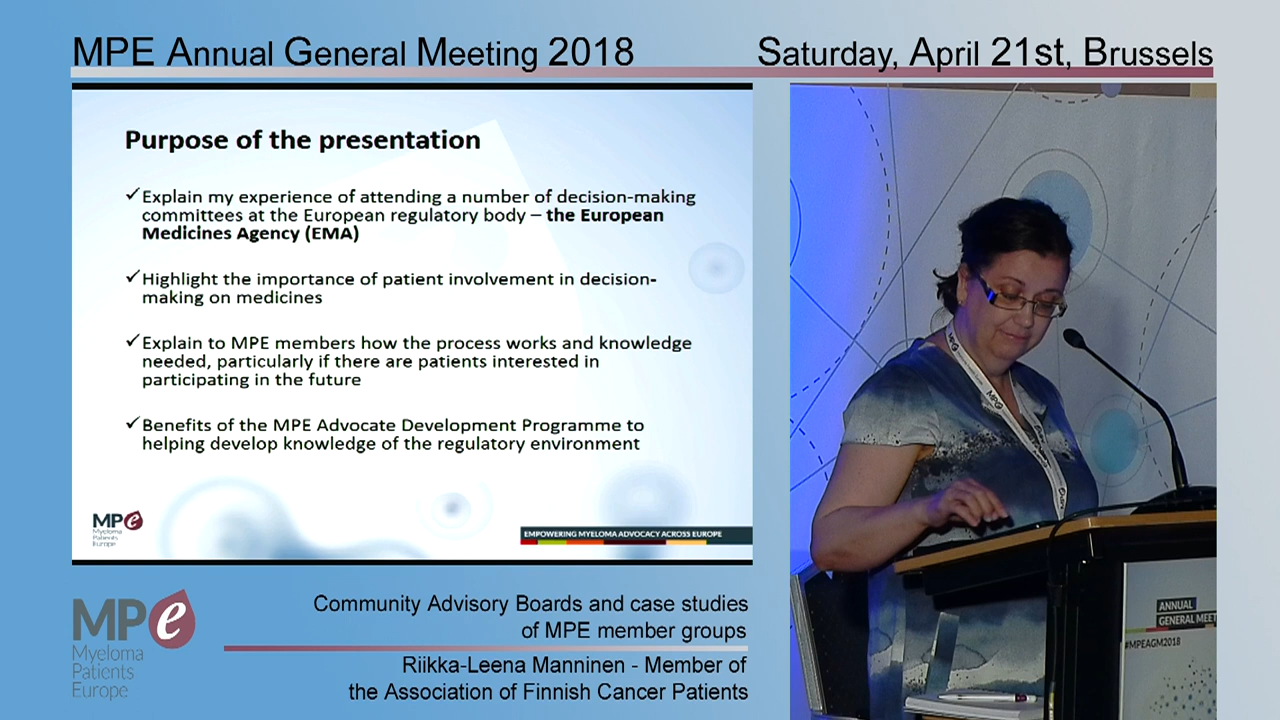 MPE Annual General Meeting 2018
Saturday, April 21st, Brussels
Purpose of the presentation
✓Explain my experience of attending a number of decision-making
committees at the European regulatory body – the European
Medicines Agency (EMA)
✓Highlight the importance of patient involvement in decision-
making on medicines
✓Explain to MPE members how the process works and knowledge
needed, particularly if there are patients interested in
participating in the future
✓Benefits of the MPE Advocate Development Programme to
helping develop knowledge of the regulatory environment
MPe
Myeloma
Patients
Europe
EMPOWERING MYELOMA ADVOCACY ACROSS EUROPE
MPe
ANNUAL
GENERAL MEET
#MPEAGM2018
MPe
Myeloma
Patients
Europe
Community Advisory Boards and case studies
of MPE member groups
Riikka-Leena Manninen - Member of
the Association of Finnish Cancer Patients